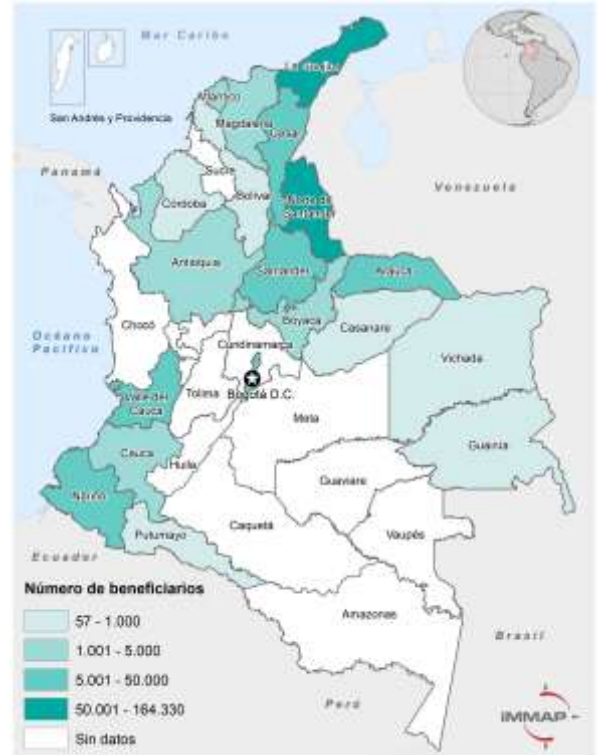 Mar Caribe
La Guajira
San Andrés y Providencia
Atlántico
Magdalena
Cesar
Panamá
Sucre
Venezuela
Córdoba
Bolívar
Norte de
Santander
Antioquia
Santander
Arauca
Boyacá
Chocó
Casanare
Cundinamarca
Océano
Pacífico
Vichada
Valle del
Cauca
Tolima
Bogotá D.C.
Meta
Guainía
Cauca
Huila
Guaviare
Nariño
Caquetá
Vaupés
Putumayo
Ecuador
Número de beneficiarios
57 - 1.000
1.001 - 5.000
5.001 - 50.000
50.001 - 164.330
Sin datos
Amazonas
Brasil
Perú
iMMAP